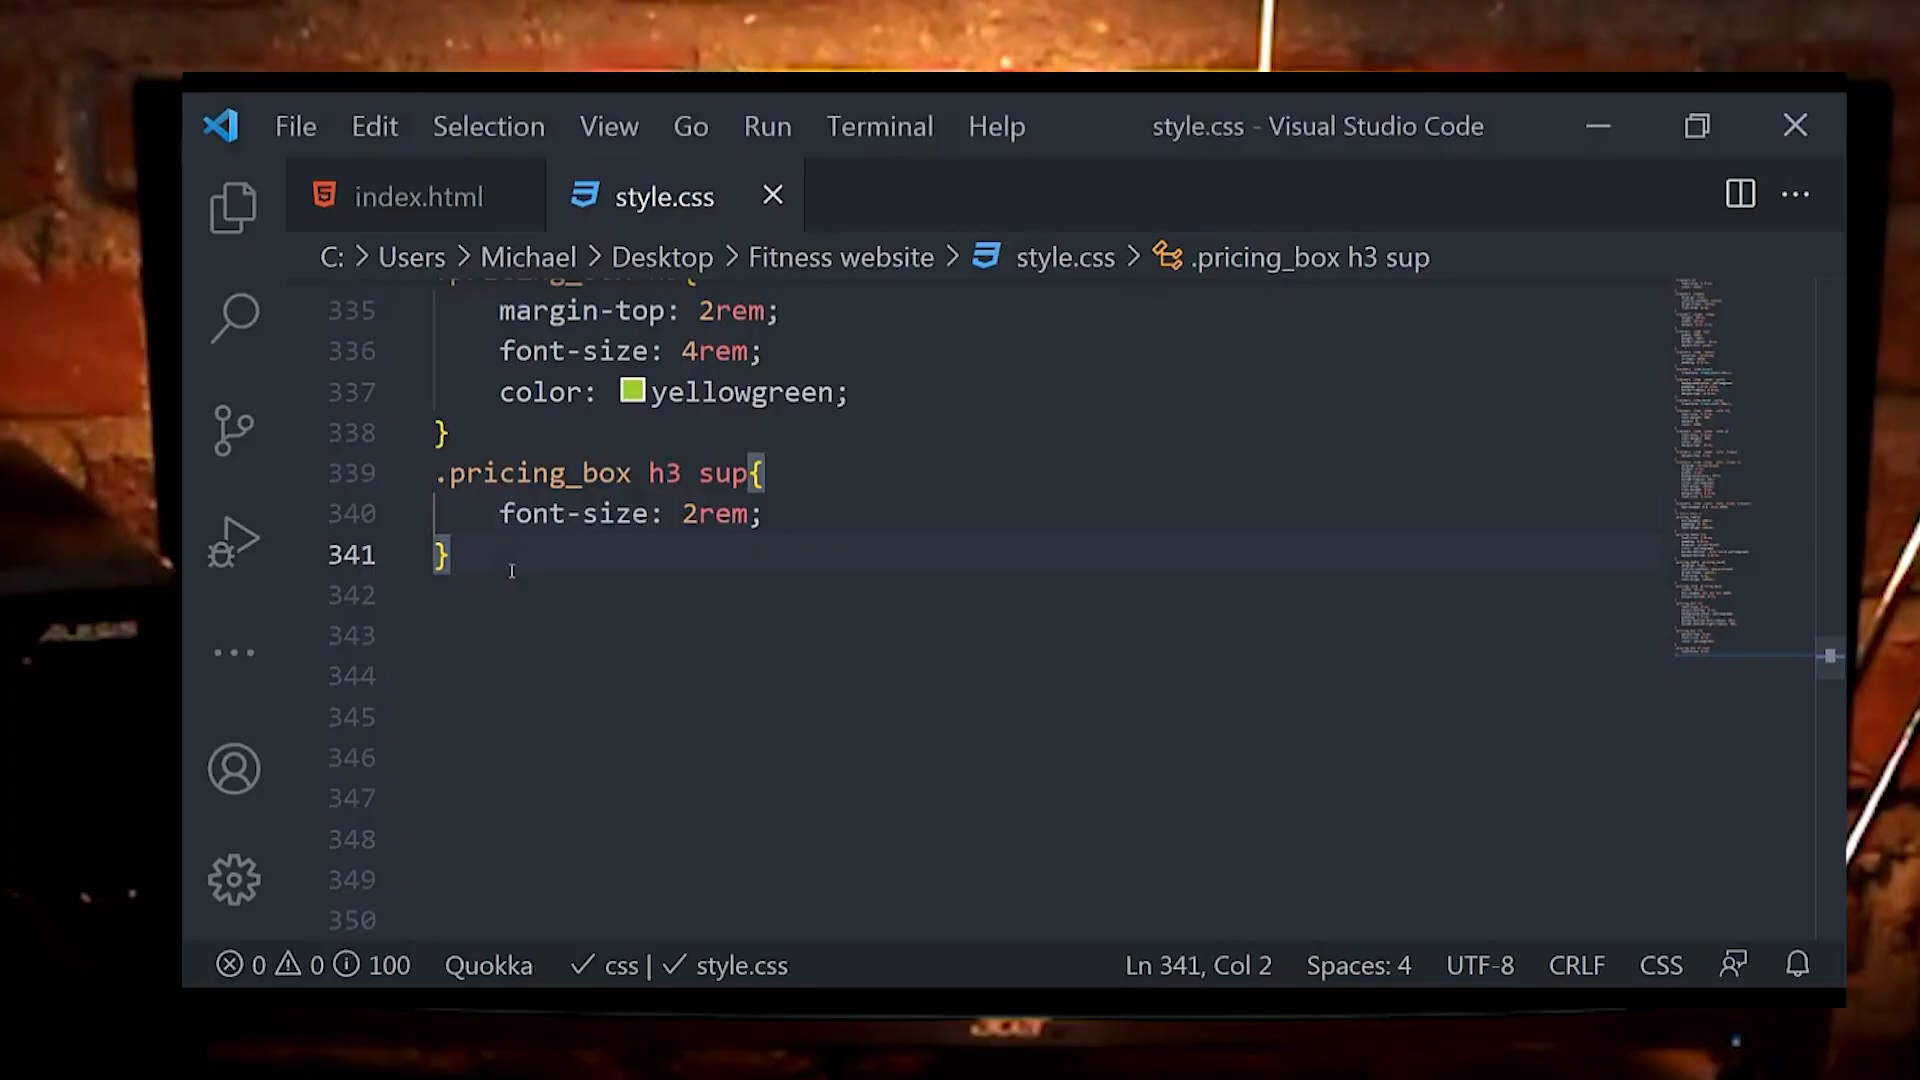 File Edit Selection View Go Run Terminal Help style.css - Visual Studio Code
index.html style.css
C: > Users > Michael > Desktop > Fitness website > style.css > .pricing_box h3 sup
335 margin-top: 2rem;
336 font-size: 4rem;
337 color: yellowgreen;
338 }
339 .pricing_box h3 sup{
340 font-size: 2rem;
341 }
342
343
344
345
346
347
348
349
350
ALESIS
0 0 100 Quokka css | style.css Ln 341, Col 2 Spaces: 4 UTF-8 CRLF CSS
acer